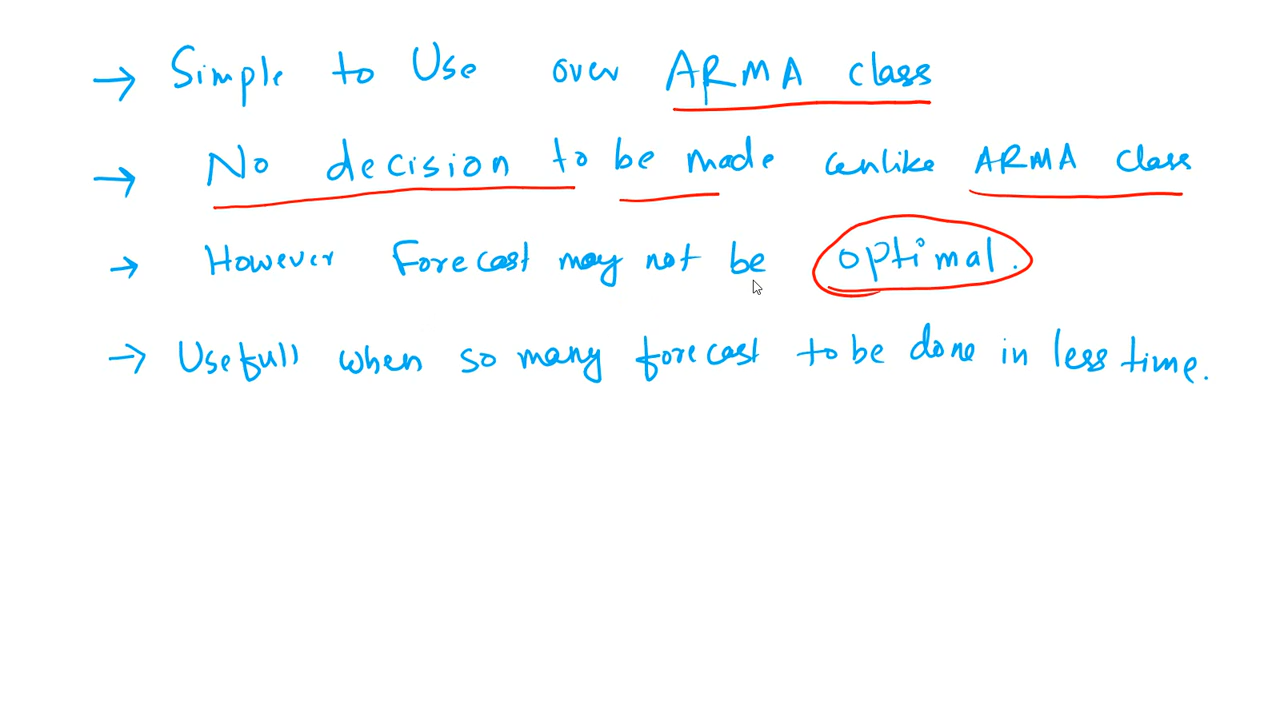 → Simple to Use over ARMA class
→ No decision to be made unlike ARMA class
→ However Forecast may not be optimal.
→ Usefull when so many forecast to be done in less time.